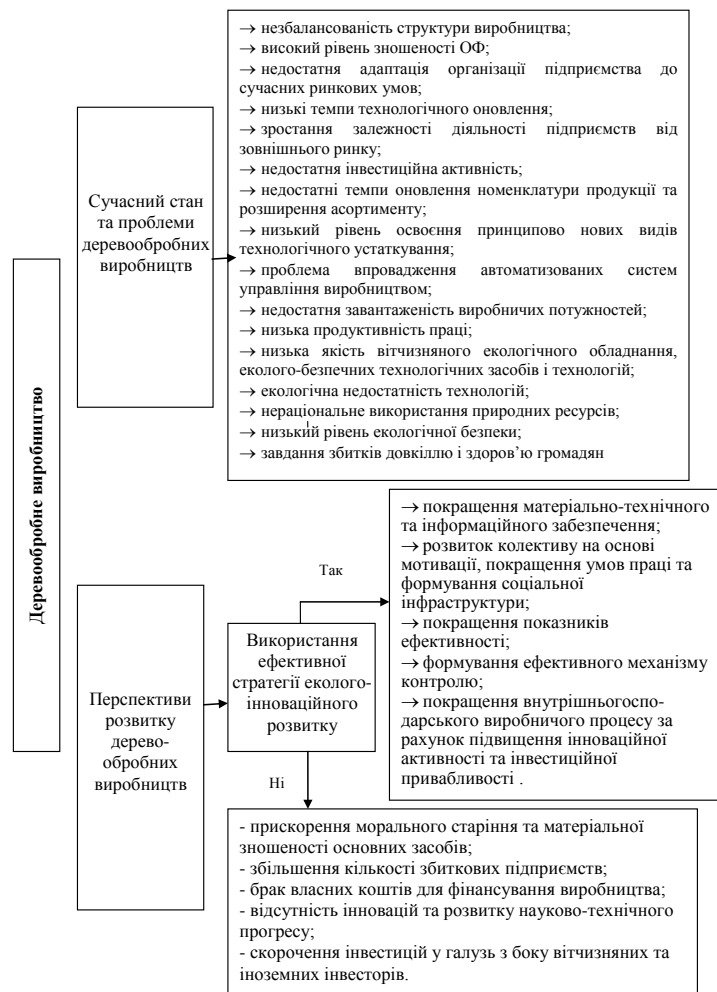 Деревообробне виробництво
Сучасний стан
та проблеми
деревообробних
виробництв
→ незбалансованість структури виробництва;
→ високий рівень зношеності ОФ;
→ недостатня адаптація організації підприємства до
сучасних ринкових умов;
→ низькі темпи технологічного оновлення;
→ зростання залежності діяльності підприємств від
зовнішнього ринку;
→ недостатня інвестиційна активність;
→ недостатні темпи оновлення номенклатури продукції та
розширення асортименту;
→ низький рівень освоєння принципово нових видів
технологічного устаткування;
→ проблема впровадження автоматизованих систем
управління виробництвом;
→ недостатня завантаженість виробничих потужностей;
→ низька продуктивність праці;
→ низька якість вітчизняного екологічного обладнання,
еколого-безпечних технологічних засобів і технологій;
→ екологічна недостатність технологій;
→ нераціональне використання природних ресурсів;
→ низький рівень екологічної безпеки;
→ завдання збитків довкіллю і здоров’ю громадян
Перспективи
розвитку
дерево-
обробних
виробництв
Використання
ефективної
стратегії еколого-
інноваційного
розвитку
Так
→ покращення матеріально-технічного
та інформаційного забезпечення;
→ розвиток колективу на основі
мотивації, покращення умов праці та
формування соціальної
інфраструктури;
→ покращення показників
ефективності;
→ формування ефективного механізму
контролю;
→ покращення внутрішньогоспо-
дарського виробничого процесу за
рахунок підвищення інноваційної
активності та інвестиційної
привабливості .
Ні
- прискорення морального старіння та матеріальної
зношеності основних засобів;
- збільшення кількості збиткових підприємств;
- брак власних коштів для фінансування виробництва;
- відсутність інновацій та розвитку науково-технічного
прогресу;
- скорочення інвестицій у галузь з боку вітчизняних та
іноземних інвесторів.